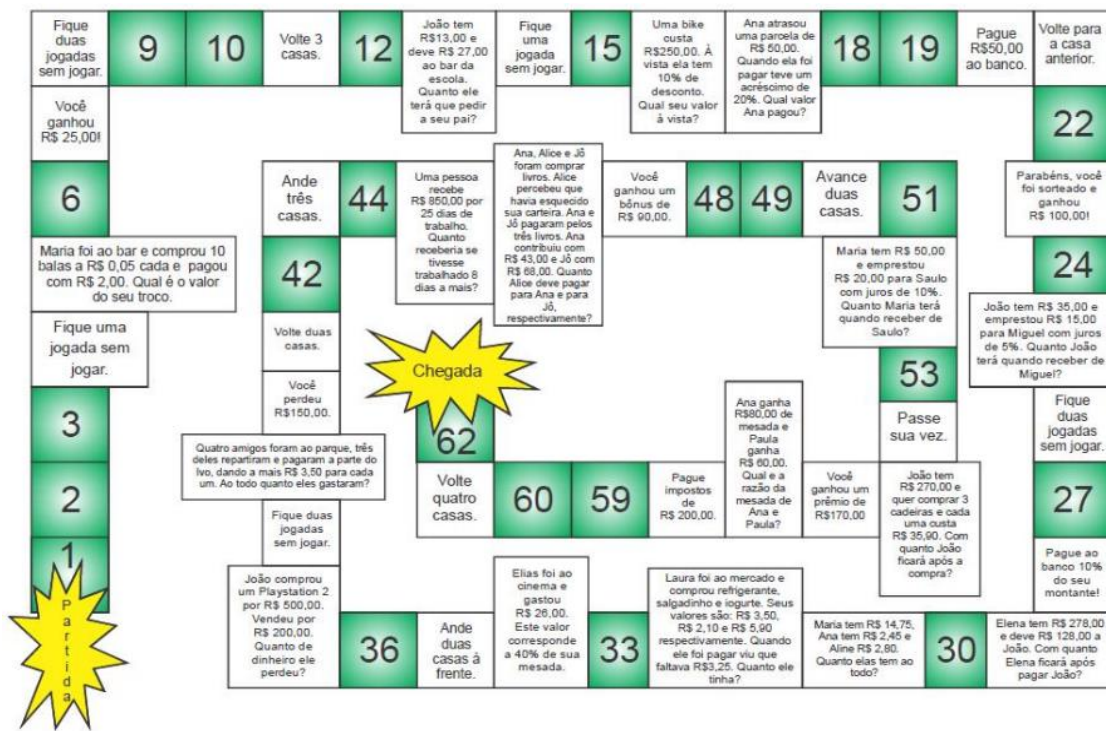 Partida
1
2
3
Fique uma
jogada sem
jogar.
Maria foi ao bar e comprou 10
balas a R$ 0,05 cada e pagou
com R$ 2,00. Qual é o valor
do seu troco.
6
Você
ganhou
R$ 25,00!
Fique
duas
jogadas
sem jogar.
9
10
Volte 3
casas.
12
João tem
R$13,00 e
deve R$ 27,00
ao bar da
escola.
Quanto ele
terá que pedir
a seu pai?
Fique
uma
jogada
sem jogar.
15
Uma bike
custa
R$250,00. À
vista ela tem
10% de
desconto.
Qual seu valor
à vista?
Ana atrasou
uma parcela de
R$ 50,00.
Quando ela foi
pagar teve um
acréscimo de
20%. Qual valor
Ana pagou?
18
19
Pague
R$50,00
ao banco.
Volte para
a casa
anterior.
22
Parabéns, você
foi sorteado e
ganhou
R$ 100,00!
24
João tem R$ 35,00 e
emprestou R$ 15,00
para Miguel com juros
de 5%. Quanto João
terá quando receber de
Miguel?
Fique
duas
jogadas
sem jogar.
27
Pague ao
banco 10%
do seu
montante!
Elena tem R$ 278,00
e deve R$ 128,00 a
João. Com quanto
Elena ficará após
pagar João?
30
Maria tem R$ 14,75,
Ana tem R$ 2,45 e
Aline R$ 2,80.
Quanto elas tem ao
todo?
Laura foi ao mercado e
comprou refrigerante,
salgadinho e iogurte. Seus
valores são: R$ 3,50,
R$ 2,10 e R$ 5,90
respectivamente. Quando
ele foi pagar viu que
faltava R$3,25. Quanto ele
tinha?
33
Elias foi ao
cinema e
gastou
R$ 26,00.
Este valor
corresponde
a 40% de sua
mesada.
Ande
duas
casas à
frente.
36
João comprou
um Playstation 2
por R$ 500,00.
Vendeu por
R$ 200,00.
Quanto de
dinheiro ele
perdeu?
Fique duas
jogadas
sem jogar.
Quatro amigos foram ao parque, três
deles repartiram e pagaram a parte do
Ivo, dando a mais R$ 3,50 para cada
um. Ao todo quanto eles gastaram?
Você
perdeu
R$150,00.
Volte duas
casas.
42
Ande
três
casas.
44
Uma pessoa
recebe
R$ 850,00 por
25 dias de
trabalho.
Quanto
receberia se
tivesse
trabalhado 8
dias a mais?
Ana, Alice e Jô
foram comprar
livros. Alice
percebeu que
havia esquecido
sua carteira. Ana e
Jô pagaram pelos
três livros. Ana
contribuiu com
R$ 43,00 e Jô com
R$ 68,00. Quanto
Alice deve pagar
para Ana e para
Jô,
respectivamente?
Você
ganhou um
bônus de
R$ 90,00.
48
49
Avance
duas
casas.
51
Maria tem R$ 50,00
e emprestou
R$ 20,00 para Saulo
com juros de 10%.
Quanto Maria terá
quando receber de
Saulo?
53
Passe
sua vez.
João tem
R$ 270,00 e
quer comprar 3
cadeiras e cada
uma custa
R$ 35,90. Com
quanto João
ficará após a
compra?
Você
ganhou um
prêmio de
R$170,00
Ana ganha
R$80,00 de
mesada e
Paula
ganha
R$ 60,00.
Qual e a
razão da
mesada de
Ana e
Paula?
Pague
impostos
de
R$ 200,00.
59
60
Volte
quatro
casas.
62
Chegada